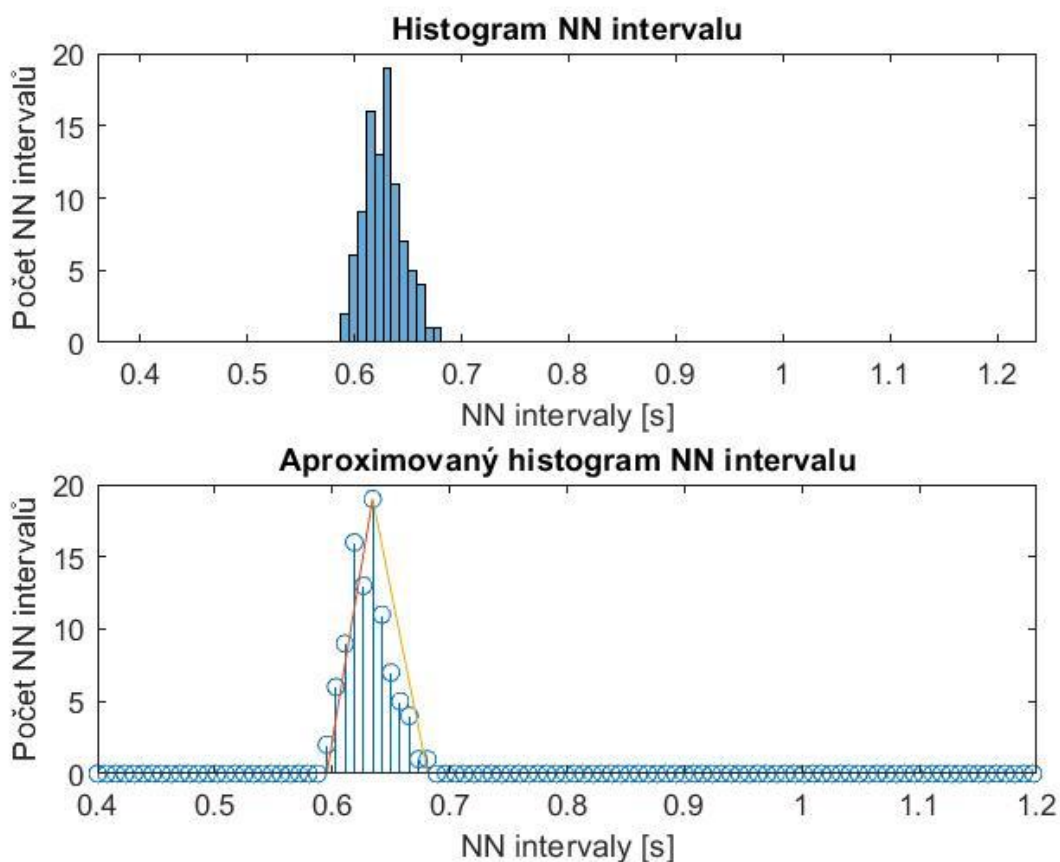 Histogram NN intervalu
20
15
10
5
0
Počet NN intervalů
0.4 0.5 0.6 0.7 0.8 0.9 1 1.1 1.2
NN intervaly [s]
Aproximovaný histogram NN intervalu
20
15
10
5
0
Počet NN intervalů
0.4 0.5 0.6 0.7 0.8 0.9 1 1.1 1.2
NN intervaly [s]